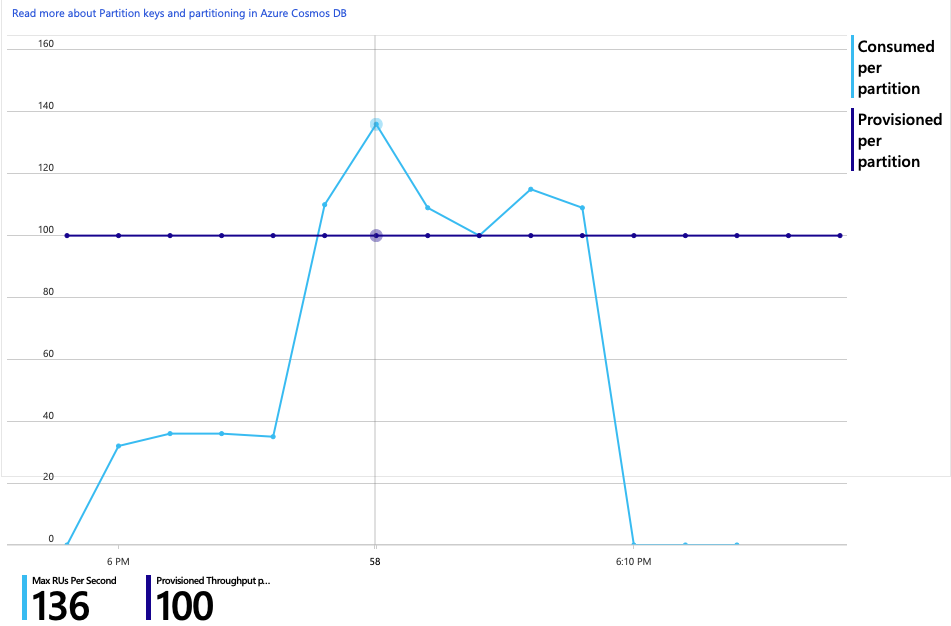 Read more about Partition keys and partitioning in Azure Cosmos DB
160
140
120
100
80
60
40
20
0
6 PM
58
6:10 PM
Consumed
per
partition
Provisioned
per
partition
Max RUs Per Second
136
Provisioned Throughput p...
100